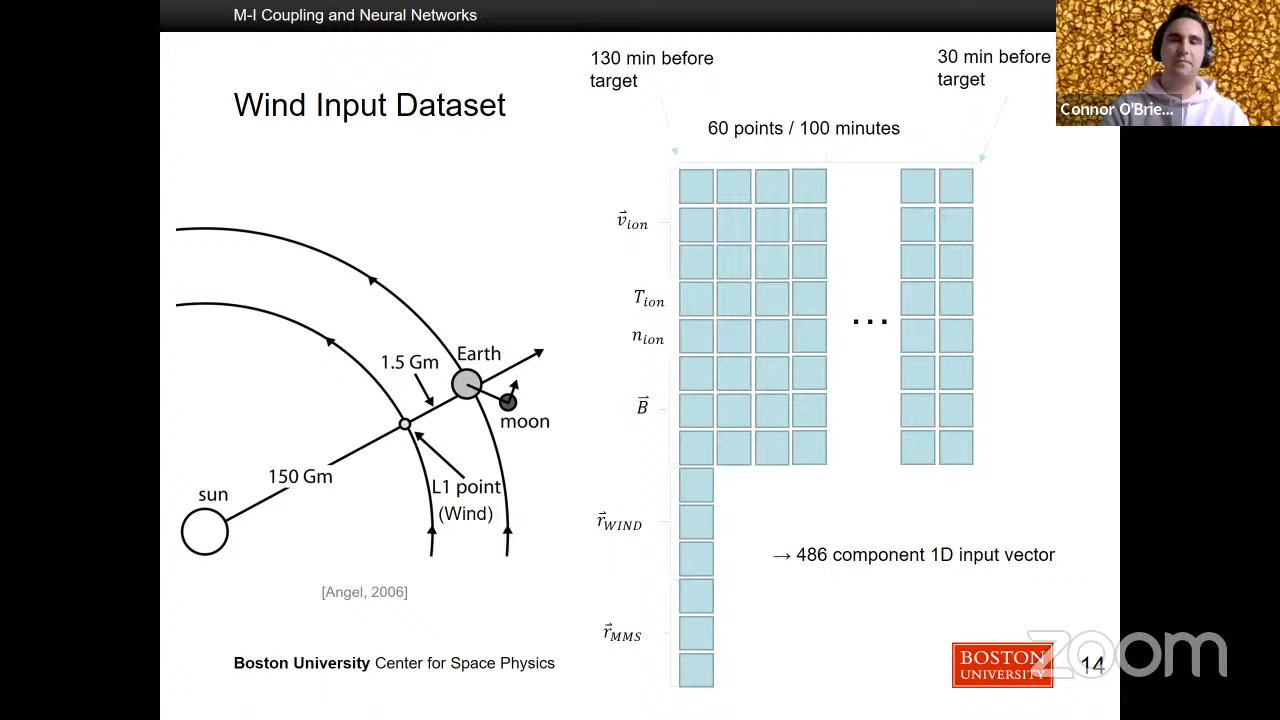 M-I Coupling and Neural Networks
130 min before
target
30 min before
target
Connor O'Brie...
Wind Input Dataset
60 points / 100 minutes
v⃗ion
Tion
nion
B⃗
r⃗WIND
r⃗MMS
...
1.5 Gm
Earth
moon
150 Gm
L1 point
(Wind)
sun
→ 486 component 1D input vector
[Angel, 2006]
Boston University Center for Space Physics
BOSTON
UNIVERSITY
14
zoom